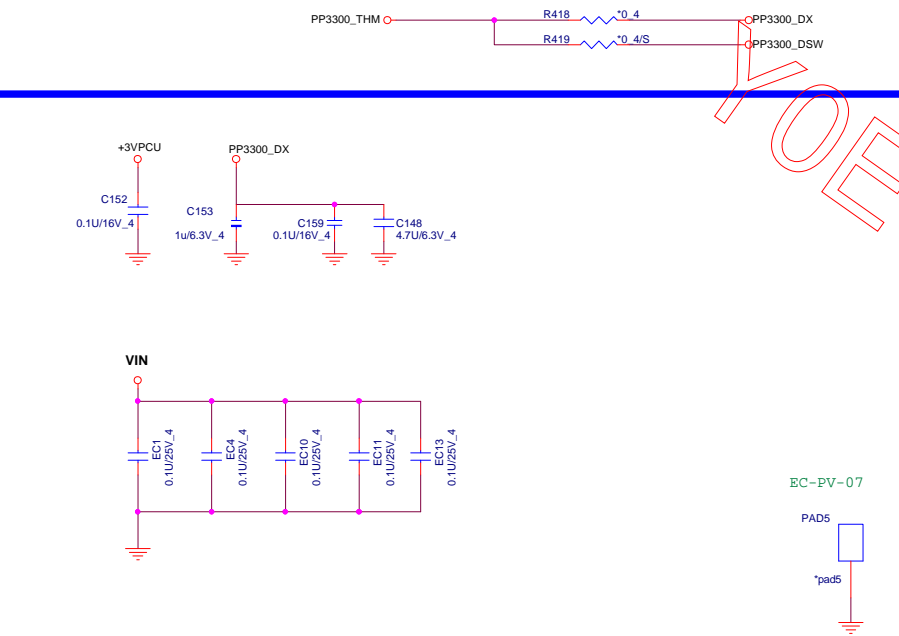 PP3300_THM
R418
*0_4
PP3300_DX
R419
*0_4/S
PP3300_DSW
Y0E
+3VPCU
PP3300_DX
C152
0.1U/16V_4
C153
1u/6.3V_4
C159
0.1U/16V_4
C148
4.7U/6.3V_4
VIN
EC1
0.1U/25V_4
EC4
0.1U/25V_4
EC10
0.1U/25V_4
EC11
0.1U/25V_4
EC13
0.1U/25V_4
EC-PV-07
PAD5
*pad5